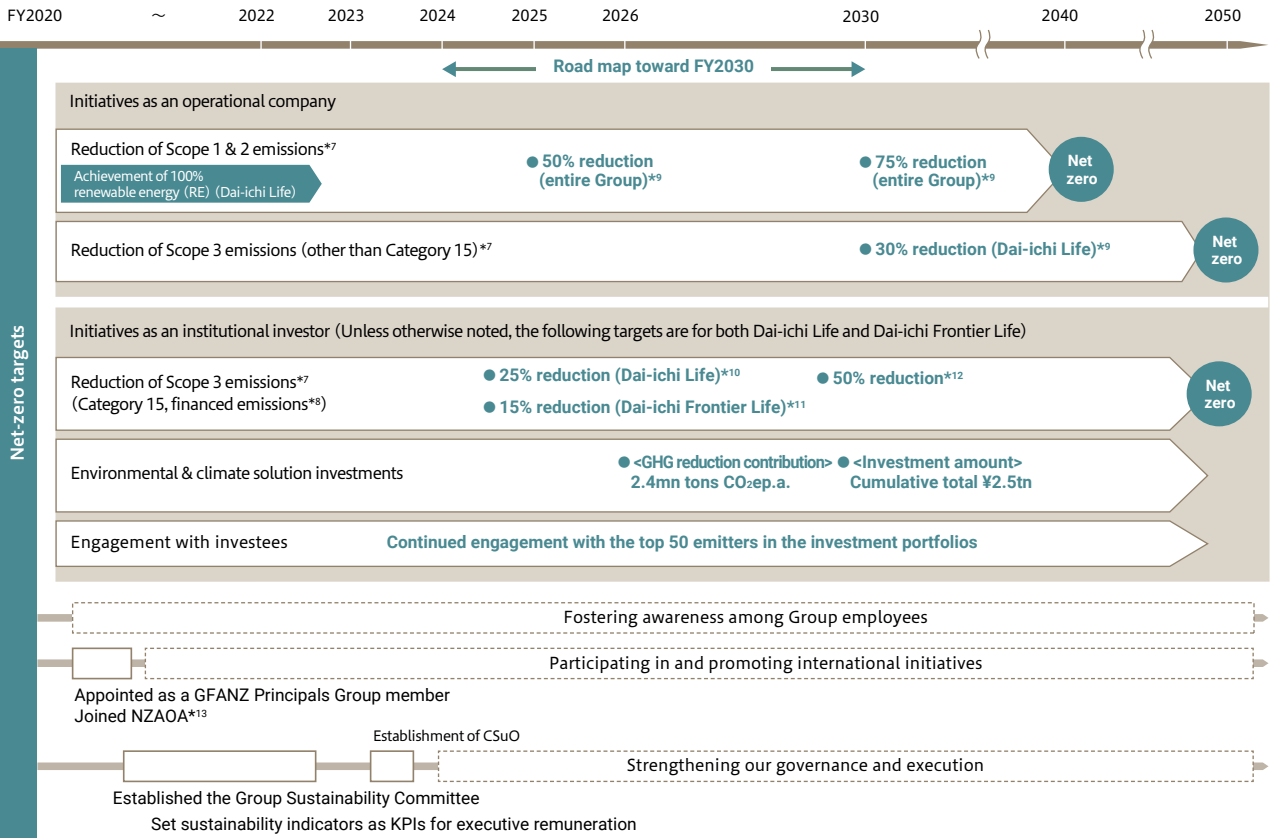 FY2020 ～ 2022 2023 2024 2025 2026 2030 2040 2050
Road map toward FY2030
Net-zero targets
Initiatives as an operational company
Reduction of Scope 1 & 2 emissions*7
Achievement of 100%
renewable energy (RE) (Dai-ichi Life)
● 50% reduction
(entire Group)*9
● 75% reduction
(entire Group)*9
Net
zero
Reduction of Scope 3 emissions (other than Category 15)*7
● 30% reduction (Dai-ichi Life)*9
Net
zero
Initiatives as an institutional investor (Unless otherwise noted, the following targets are for both Dai-ichi Life and Dai-ichi Frontier Life)
Reduction of Scope 3 emissions*7
(Category 15, financed emissions*8)
● 25% reduction (Dai-ichi Life)*10
● 15% reduction (Dai-ichi Frontier Life)*11
● 50% reduction*12
Net
zero
Environmental & climate solution investments
● <GHG reduction contribution>
2.4mn tons CO₂ep.a.
● <Investment amount>
Cumulative total ¥2.5tn
Engagement with investees
Continued engagement with the top 50 emitters in the investment portfolios
Fostering awareness among Group employees
Participating in and promoting international initiatives
Appointed as a GFANZ Principals Group member
Joined NZAOA*13
Establishment of CSuO
Strengthening our governance and execution
Established the Group Sustainability Committee
Set sustainability indicators as KPIs for executive remuneration